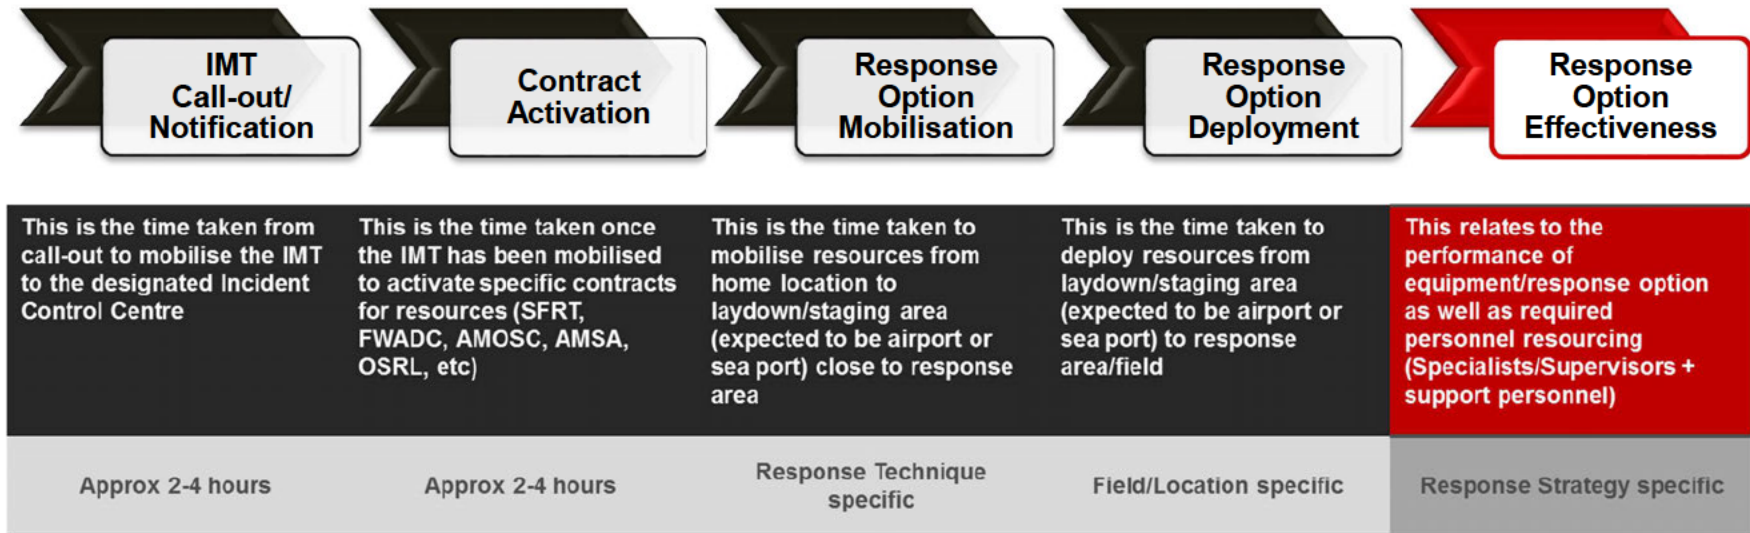 IMT
Call-out/
Notification
Contract
Activation
Response
Option
Mobilisation
Response
Option
Deployment
Response
Option
Effectiveness
This is the time taken from
call-out to mobilise the IMT
to the designated Incident
Control Centre
This is the time taken once
the IMT has been mobilised
to activate specific contracts
for resources (SFRT,
FWADC, AMOSC, AMSA,
OSRL, etc)
This is the time taken to
mobilise resources from
home location to
laydown/staging area
(expected to be airport or
sea port) close to response
area
This is the time taken to
deploy resources from
laydown/staging area
(expected to be airport or
sea port) to response
area/field
This relates to the
performance of
equipment/response option
as well as required
personnel resourcing
(Specialists/Supervisors +
support personnel)
Approx 2-4 hours
Approx 2-4 hours
Response Technique
specific
Field/Location specific
Response Strategy specific